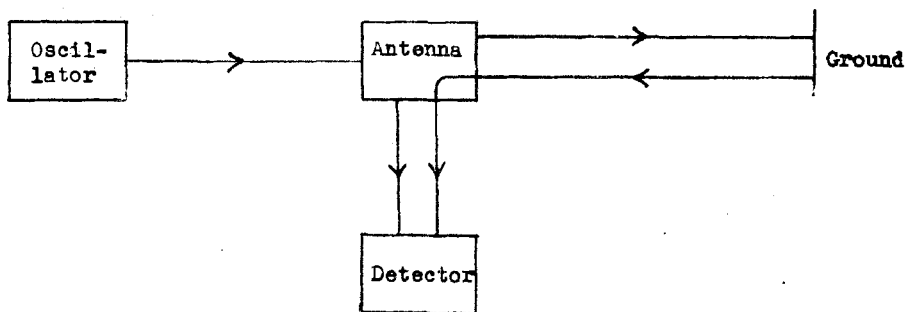 Oscil-
lator
Antenna
Ground
Detector